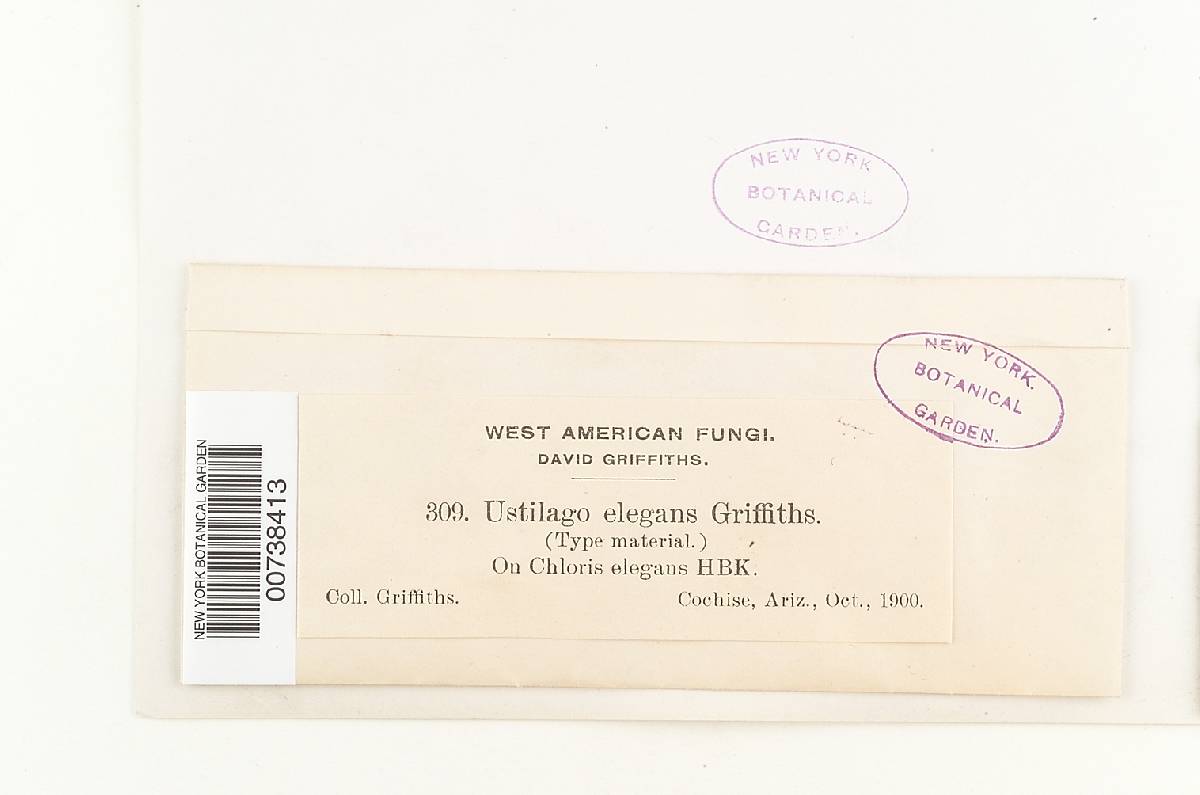 NEW YORK
BOTANICAL
GARDEN.
NEW YORK.
BOTANICAL
GARDEN.
WEST AMERICAN FUNGI.
DAVID GRIFFITHS.
309. Ustilago elegans Griffiths.
(Type material.)
On Chloris elegans HBK.
Coll. Griffiths. Cochise, Ariz., Oct., 1900.
NEW YORK BOTANICAL GARDEN
00738413